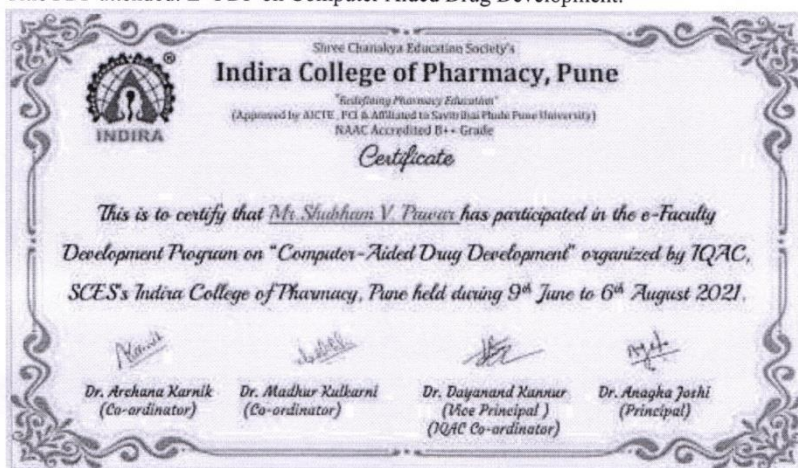 Shree Chanakya Education Society's
Indira College of Pharmacy, Pune
"Redefining Pharmacy Education"
(Approved by AICTE, PCI & Affiliated to Savitribai Phule Pune University)
NAAC Accredited B++ Grade
INDIRA
Certificate
This is to certify that Mr. Shubham V. Pawar has participated in the e-Faculty
Development Program on "Computer-Aided Drug Development" organized by IQAC,
SCES's Indira College of Pharmacy, Pune held during 9th June to 6th August 2021.
Dr. Archana Karnik
(Co-ordinator)
Dr. Madhur Kulkarni
(Co-ordinator)
Dr. Dayanand Kannur
(Vice Principal)
(IQAC Co-ordinator)
Dr. Anagha Joshi
(Principal)